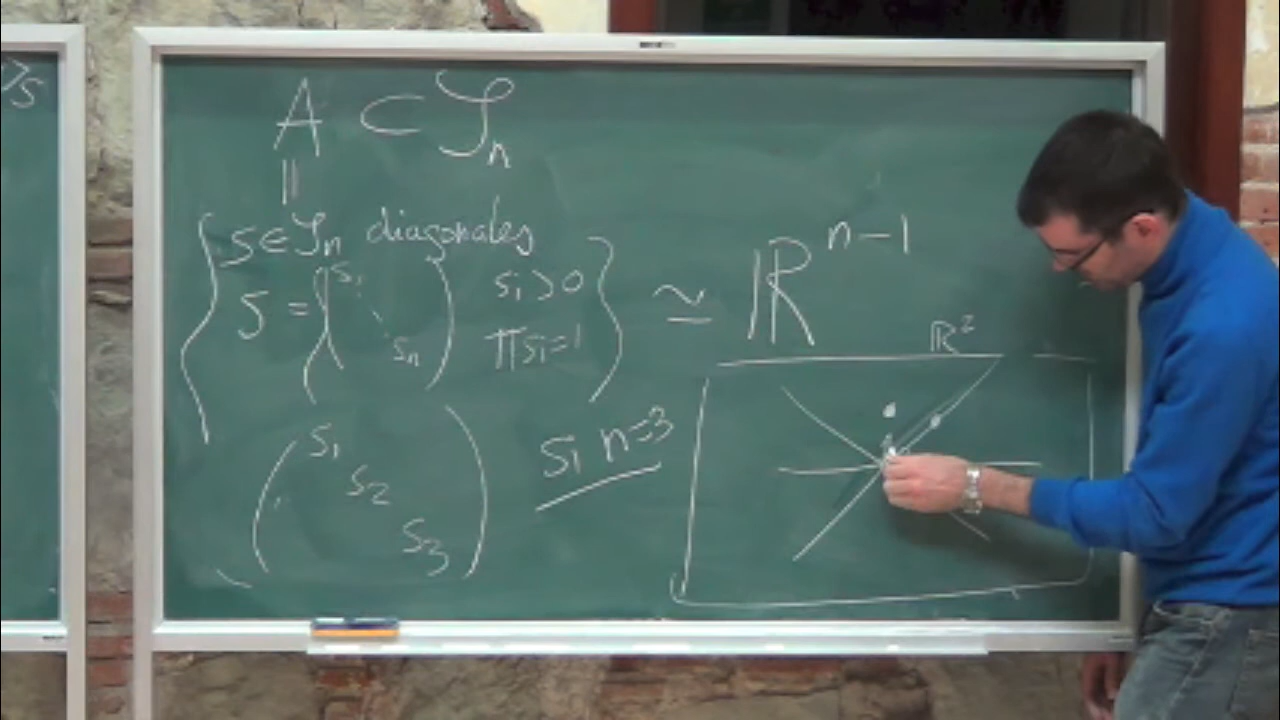 >s
A ⊂ 𝒮n
||
S ∈ 𝒮n diagonales
S = (s1 ⋱ sn) si > 0
∏si = 1
≃ ℝ^{n-1}
ℝ²
(s1 s2 s3) si n=3